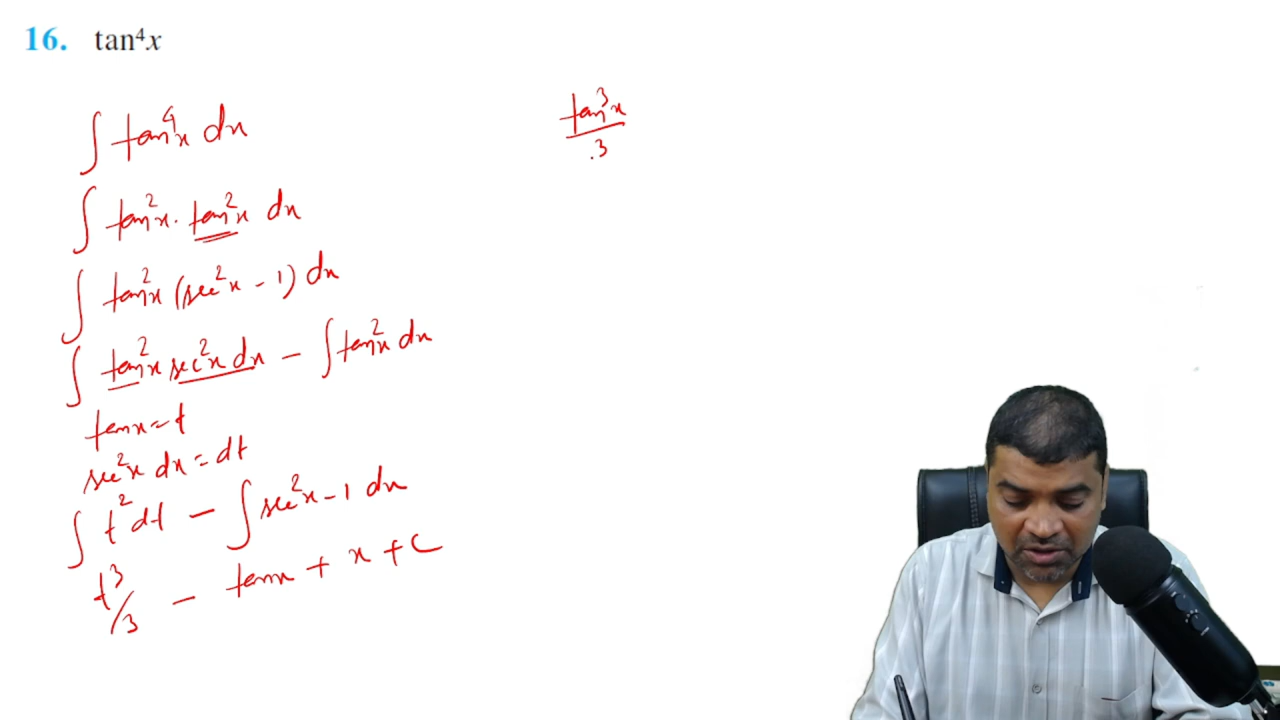 16. tan⁴x
∫ tan⁴x dx
∫ tan²x · tan²x dx
∫ tan²x (sec²x - 1) dx
∫ tan²x sec²x dx - ∫ tan²x dx
tanx = t
sec²x dx = dt
∫ t² dt - ∫ sec²x - 1 dx
t³/3 - tanx + x + C
tan³x
3